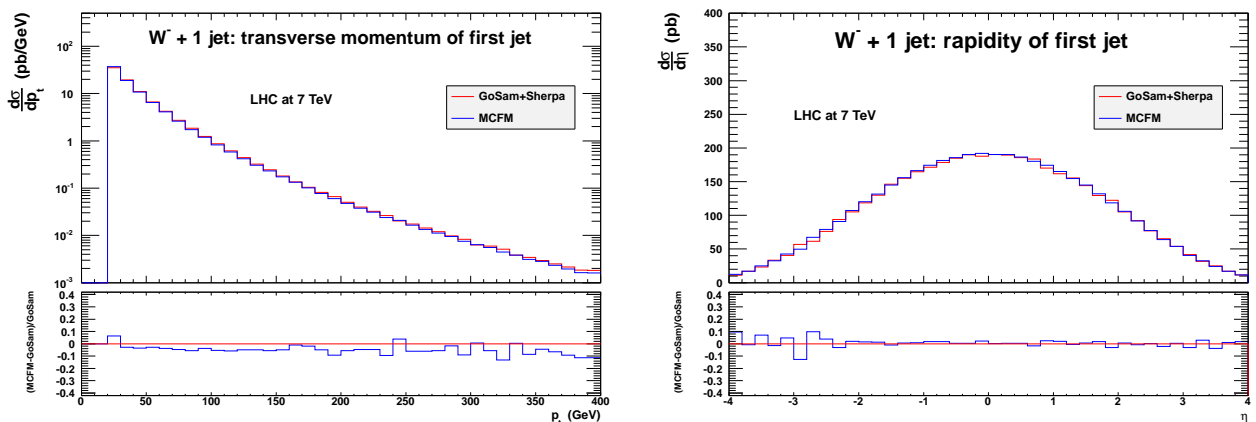 W⁻ + 1 jet: transverse momentum of first jet
dσ/dpₜ (pb/GeV)
LHC at 7 TeV
GoSam+Sherpa
MCFM
10²
10
1
10⁻¹
10⁻²
10⁻³
(MCFM-GoSam)/GoSam
0.4
0.3
0.2
0.1
0
-0.1
-0.2
-0.3
-0.4
0 50 100 150 200 250 300 350 400
(GeV)
W⁻ + 1 jet: rapidity of first jet
dσ/dη (pb)
LHC at 7 TeV
GoSam+Sherpa
MCFM
400
350
300
250
200
150
100
50
0
(MCFM-GoSam)/GoSam
0.4
0.3
0.2
0.1
0
-0.1
-0.2
-0.3
-0.4
-4 -3 -2 -1 0 1 2 3 4
η